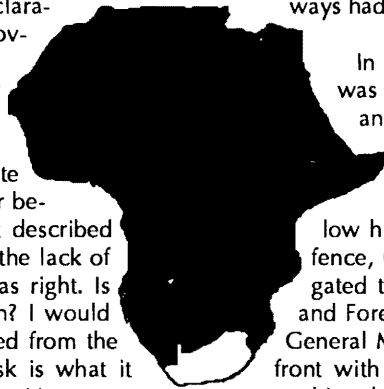 clara-
ov-
te
r be-
described
the lack of
as right. Is
n? I would
ed from the
sk is what it
ways had
In
was
an
low h
fence,
gated t
and Fore
General M
front with